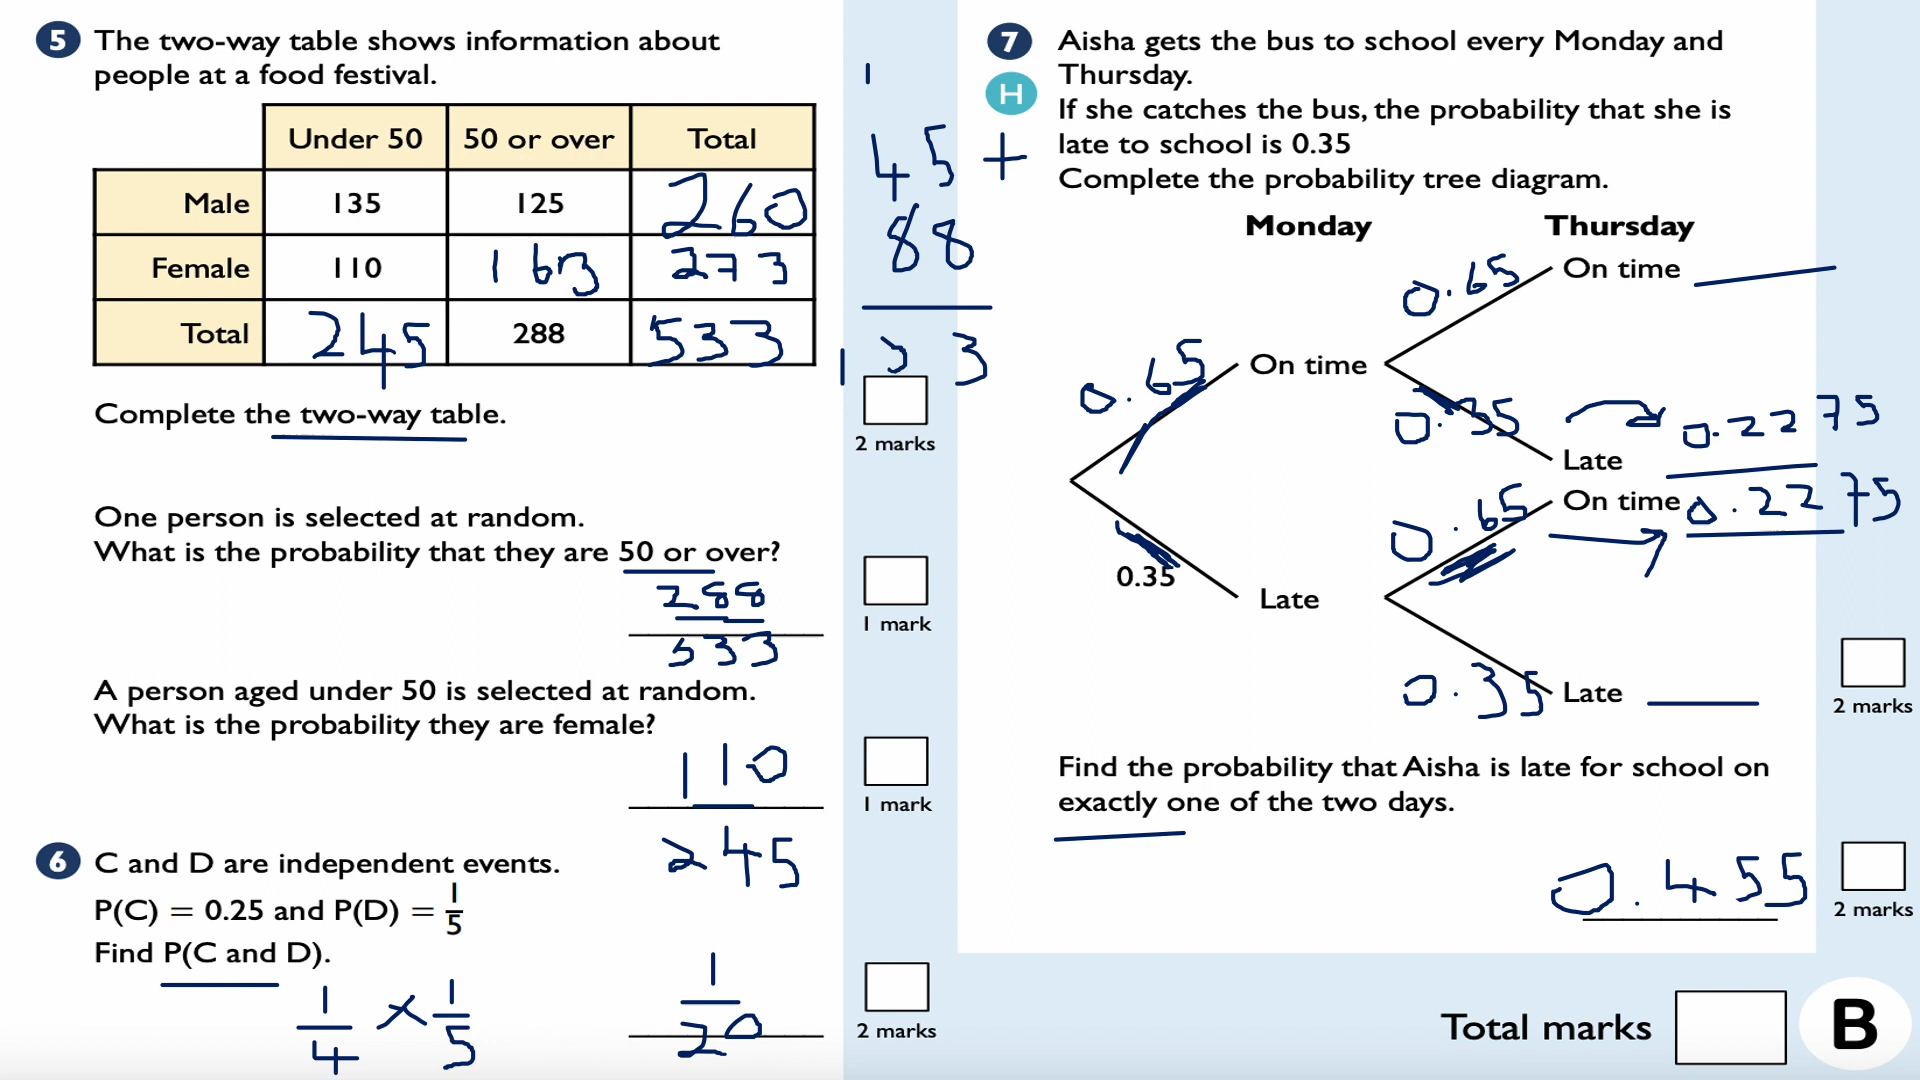 5 The two-way table shows information about
people at a food festival.
Under 50 50 or over Total
Male 135 125 260
Female 110 163 273
Total 245 288 533
1
45 +
88
133
Complete the two-way table.
2 marks
One person is selected at random.
What is the probability that they are 50 or over?
288
533
1 mark
A person aged under 50 is selected at random.
What is the probability they are female?
110
245
1 mark
6 C and D are independent events.
P(C) = 0.25 and P(D) = 1/5
Find P(C and D).
1/4 × 1/5
1
20
2 marks
7 Aisha gets the bus to school every Monday and
Thursday.
H
If she catches the bus, the probability that she is
late to school is 0.35
Complete the probability tree diagram.
Monday Thursday
0.65 On time
0.65 On time
0.35 0.2275
Late
0.65 On time 0.2275
0.35
Late
0.35 Late
2 marks
Find the probability that Aisha is late for school on
exactly one of the two days.
0.455
2 marks
Total marks B